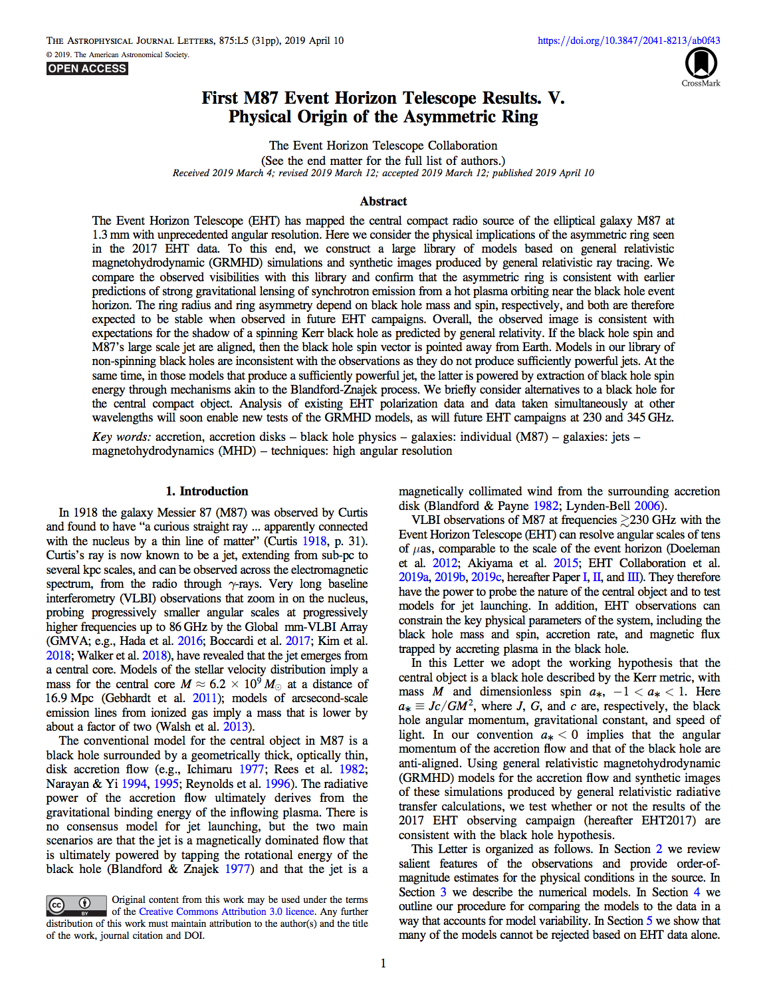 THE ASTROPHYSICAL JOURNAL LETTERS, 875:L5 (31pp), 2019 April 10
https://doi.org/10.3847/2041-8213/ab0f43
© 2019. The American Astronomical Society.
OPEN ACCESS
CrossMark
First M87 Event Horizon Telescope Results. V.
Physical Origin of the Asymmetric Ring
The Event Horizon Telescope Collaboration
(See the end matter for the full list of authors.)
Received 2019 March 4; revised 2019 March 12; accepted 2019 March 12; published 2019 April 10
Abstract
The Event Horizon Telescope (EHT) has mapped the central compact radio source of the elliptical galaxy M87 at
1.3 mm with unprecedented angular resolution. Here we consider the physical implications of the asymmetric ring seen
in the 2017 EHT data. To this end, we construct a large library of models based on general relativistic
magnetohydrodynamic (GRMHD) simulations and synthetic images produced by general relativistic ray tracing. We
compare the observed visibilities with this library and confirm that the asymmetric ring is consistent with earlier
predictions of strong gravitational lensing of synchrotron emission from a hot plasma orbiting near the black hole event
horizon. The ring radius and ring asymmetry depend on black hole mass and spin, respectively, and both are therefore
expected to be stable when observed in future EHT campaigns. Overall, the observed image is consistent with
expectations for the shadow of a spinning Kerr black hole as predicted by general relativity. If the black hole spin and
M87's large scale jet are aligned, then the black hole spin vector is pointed away from Earth. Models in our library of
non-spinning black holes are inconsistent with the observations as they do not produce sufficiently powerful jets. At the
same time, in those models that produce a sufficiently powerful jet, the latter is powered by extraction of black hole spin
energy through mechanisms akin to the Blandford-Znajek process. We briefly consider alternatives to a black hole for
the central compact object. Analysis of existing EHT polarization data and data taken simultaneously at other
wavelengths will soon enable new tests of the GRMHD models, as will future EHT campaigns at 230 and 345 GHz.
Key words: accretion, accretion disks – black hole physics – galaxies: individual (M87) – galaxies: jets –
magnetohydrodynamics (MHD) – techniques: high angular resolution
1. Introduction
In 1918 the galaxy Messier 87 (M87) was observed by Curtis
and found to have “a curious straight ray ... apparently connected
with the nucleus by a thin line of matter” (Curtis 1918, p. 31).
Curtis's ray is now known to be a jet, extending from sub-pc to
several kpc scales, and can be observed across the electromagnetic
spectrum, from the radio through γ-rays. Very long baseline
interferometry (VLBI) observations that zoom in on the nucleus,
probing progressively smaller angular scales at progressively
higher frequencies up to 86 GHz by the Global mm-VLBI Array
(GMVA; e.g., Hada et al. 2016; Boccardi et al. 2017; Kim et al.
2018; Walker et al. 2018), have revealed that the jet emerges from
a central core. Models of the stellar velocity distribution imply a
mass for the central core M ≈ 6.2 × 10⁹ M☉ at a distance of
16.9 Mpc (Gebhardt et al. 2011); models of arcsecond-scale
emission lines from ionized gas imply a mass that is lower by
about a factor of two (Walsh et al. 2013).
The conventional model for the central object in M87 is a
black hole surrounded by a geometrically thick, optically thin,
disk accretion flow (e.g., Ichimaru 1977; Rees et al. 1982;
Narayan & Yi 1994, 1995; Reynolds et al. 1996). The radiative
power of the accretion flow ultimately derives from the
gravitational binding energy of the inflowing plasma. There is
no consensus model for jet launching, but the two main
scenarios are that the jet is a magnetically dominated flow that
is ultimately powered by tapping the rotational energy of the
black hole (Blandford & Znajek 1977) and that the jet is a
magnetically collimated wind from the surrounding accretion
disk (Blandford & Payne 1982; Lynden-Bell 2006).
VLBI observations of M87 at frequencies ≳230 GHz with the
Event Horizon Telescope (EHT) can resolve angular scales of tens
of μas, comparable to the scale of the event horizon (Doeleman
et al. 2012; Akiyama et al. 2015; EHT Collaboration et al.
2019a, 2019b, 2019c, hereafter Paper I, II, and III). They therefore
have the power to probe the nature of the central object and to test
models for jet launching. In addition, EHT observations can
constrain the key physical parameters of the system, including the
black hole mass and spin, accretion rate, and magnetic flux
trapped by accreting plasma in the black hole.
In this Letter we adopt the working hypothesis that the
central object is a black hole described by the Kerr metric, with
mass M and dimensionless spin a*, −1 < a* < 1. Here
a* ≡ Jc/GM², where J, G, and c are, respectively, the black
hole angular momentum, gravitational constant, and speed of
light. In our convention a* < 0 implies that the angular
momentum of the accretion flow and that of the black hole are
anti-aligned. Using general relativistic magnetohydrodynamic
(GRMHD) models for the accretion flow and synthetic images
of these simulations produced by general relativistic radiative
transfer calculations, we test whether or not the results of the
2017 EHT observing campaign (hereafter EHT2017) are
consistent with the black hole hypothesis.
This Letter is organized as follows. In Section 2 we review
salient features of the observations and provide order-of-
magnitude estimates for the physical conditions in the source. In
Section 3 we describe the numerical models. In Section 4 we
outline our procedure for comparing the models to the data in a
way that accounts for model variability. In Section 5 we show that
many of the models cannot be rejected based on EHT data alone.
cc BY
Original content from this work may be used under the terms
of the Creative Commons Attribution 3.0 licence. Any further
distribution of this work must maintain attribution to the author(s) and the title
of the work, journal citation and DOI.
1